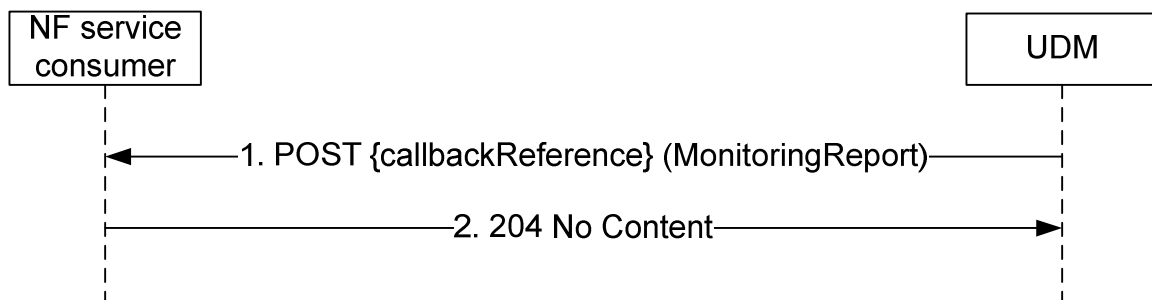 NF service
consumer
UDM
1. POST {callbackReference} (MonitoringReport)
2. 204 No Content